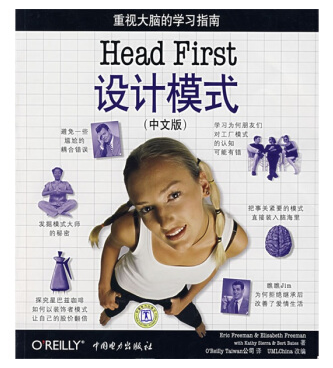 重视大脑的学习指南
Head First
设计模式
（中文版）
避免一些
尴尬的
耦合错误
学习为何朋友们
对工厂模式
的认知
可能有错
发掘模式大师
的秘密
把事关紧要的模式
直接装入脑海里
探究星巴兹咖啡
如何以装饰者模式
让自己的股价翻倍
瞧瞧Jim
为何拒绝继承后
改善了爱情生活
Eric Freeman & Elisabeth Freeman
with Kathy Sierra & Bert Bates 著
O'Reilly Taiwan公司 译 UMLChina 改编
O'REILLY®
中国电力出版社